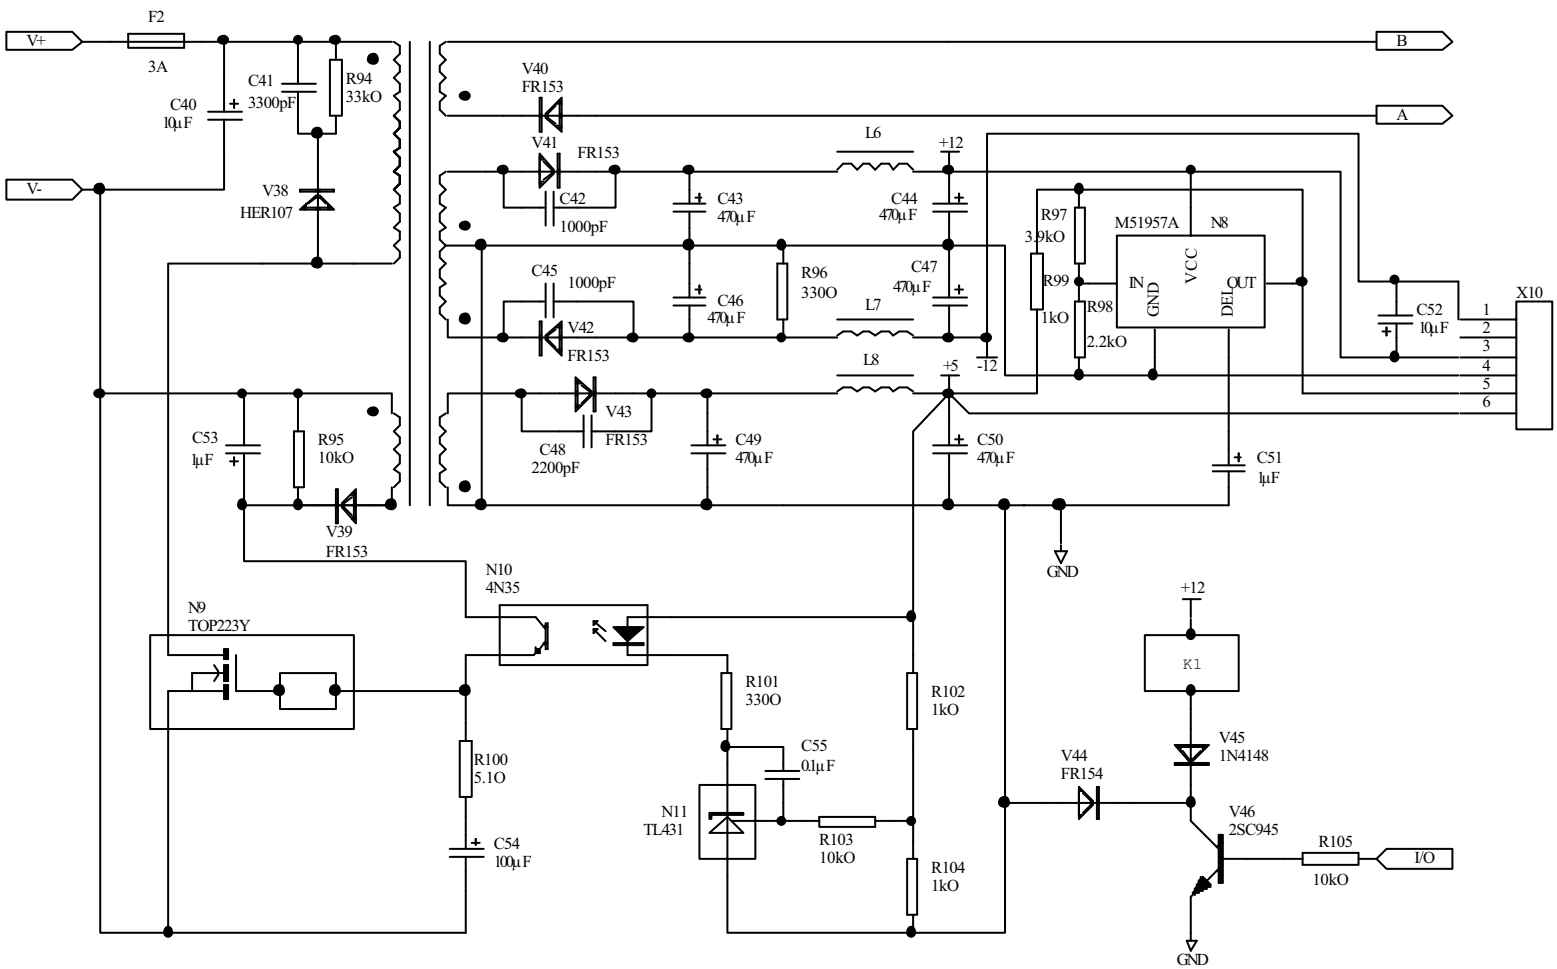 F2
V+
3A
C40
10μF
C41
3300pF
R94
33kO
V-
V38
HER107
V40
FR153
B
A
V41
FR153
C42
1000pF
C43
470μF
L6
+12
C44
470μF
C45
1000pF
V42
FR153
C46
470μF
R96
330O
C47
470μF
L7
-12
L8
+5
R97
3.9kO
R99
1kO
R98
2.2kO
M51957A
N8
IN
GND
VCC
DEL
OUT
C52
10μF
X10
1
2
3
4
5
6
C53
1μF
R95
10kO
V39
FR153
V43
FR153
C48
2200pF
C49
470μF
C50
470μF
C51
1μF
GND
N10
4N35
N9
TOP223Y
R100
5.1O
C54
100μF
R101
330O
C55
0.1μF
N11
TL431
R103
10kO
R102
1kO
R104
1kO
+12
K1
V45
1N4148
V44
FR154
V46
2SC945
R105
10kO
I/O
GND